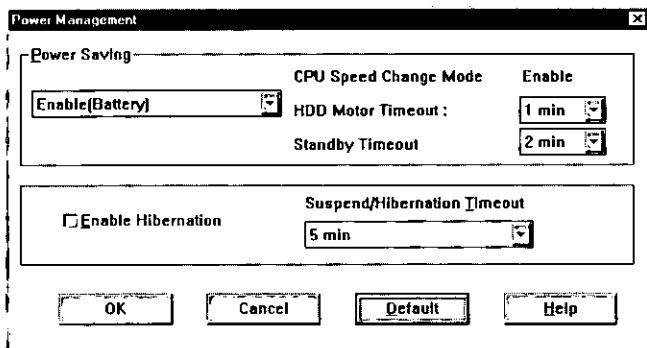 Power Management
Power Saving
CPU Speed Change Mode Enable
Enable(Battery)
HDD Motor Timeout : 1 min
Standby Timeout 2 min
Suspend/Hibernation Timeout
Enable Hibernation
5 min
OK Cancel Default Help